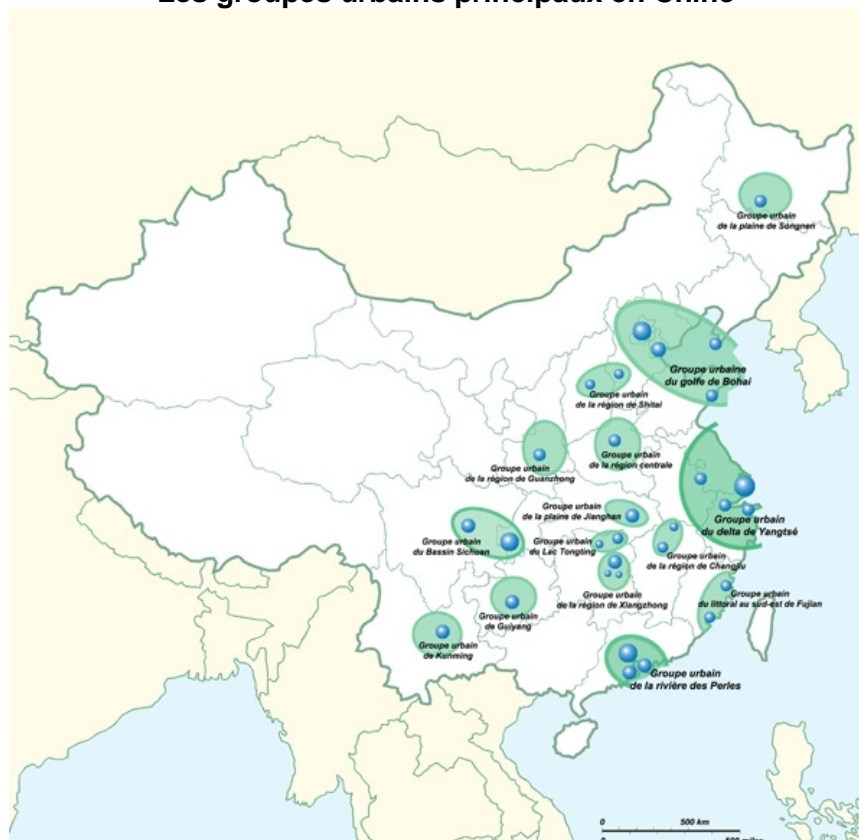 Les groupes urbains principaux en Chine
Groupe urbain
de la plaine de Songnen
Groupe urbaine
du golfe de Bohai
Groupe urbain
de la région de Shitai
Groupe urbain
de la région centrale
Groupe urbain
de la région de Guanzhong
Groupe urbain
de la plaine de Jianghan
Groupe urbain
du delta de Yangtsé
Groupe urbain
du Bassin Sichuan
Groupe urbain
du Lac Tongting
Groupe urbain
de la région de Changjiu
Groupe urbain
de la région de Xiangzhong
Groupe urbain
du littoral au sud-est de Fujian
Groupe urbain
de Guiyang
Groupe urbain
de Kunming
Groupe urbain
de la rivière des Perles
0 500 km
0 500 miles